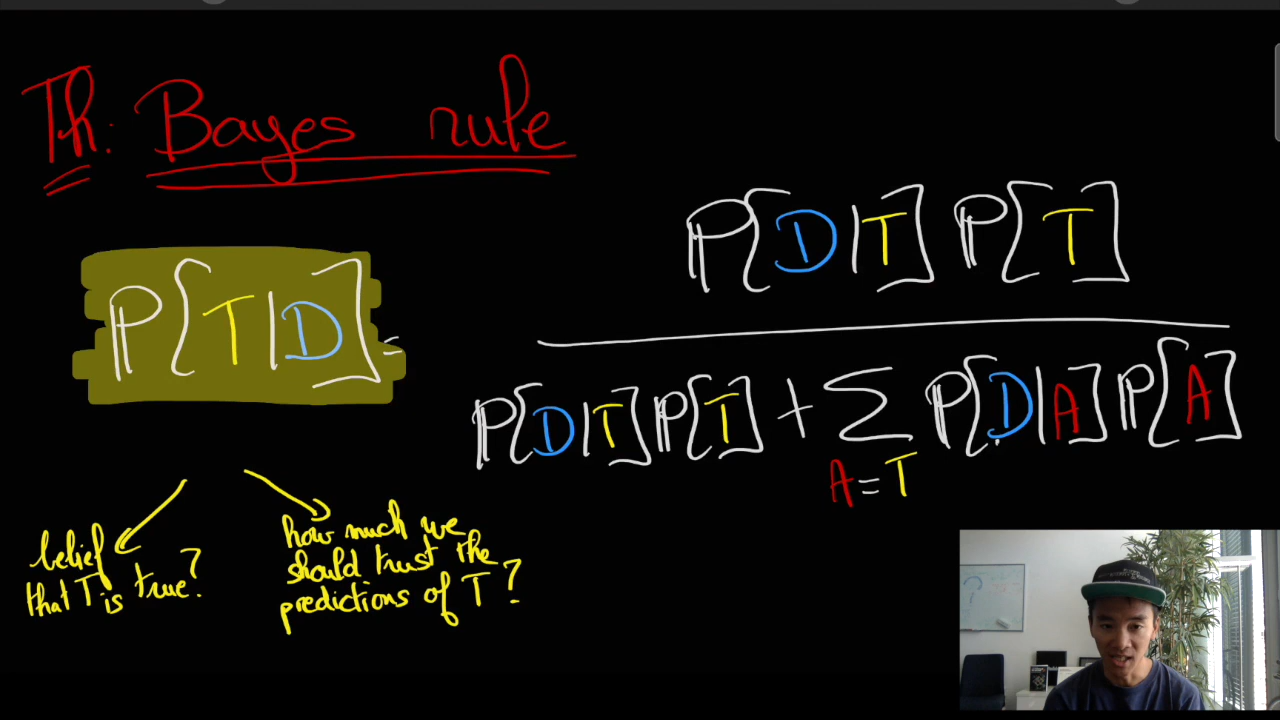 Th: Bayes rule
P[T|D]=
P[D|T] P[T]
P[D|T]P[T] + ∑ P[D|A]P[A]
A=T
belief
that T is true?
how much we
should trust the
predictions of T?